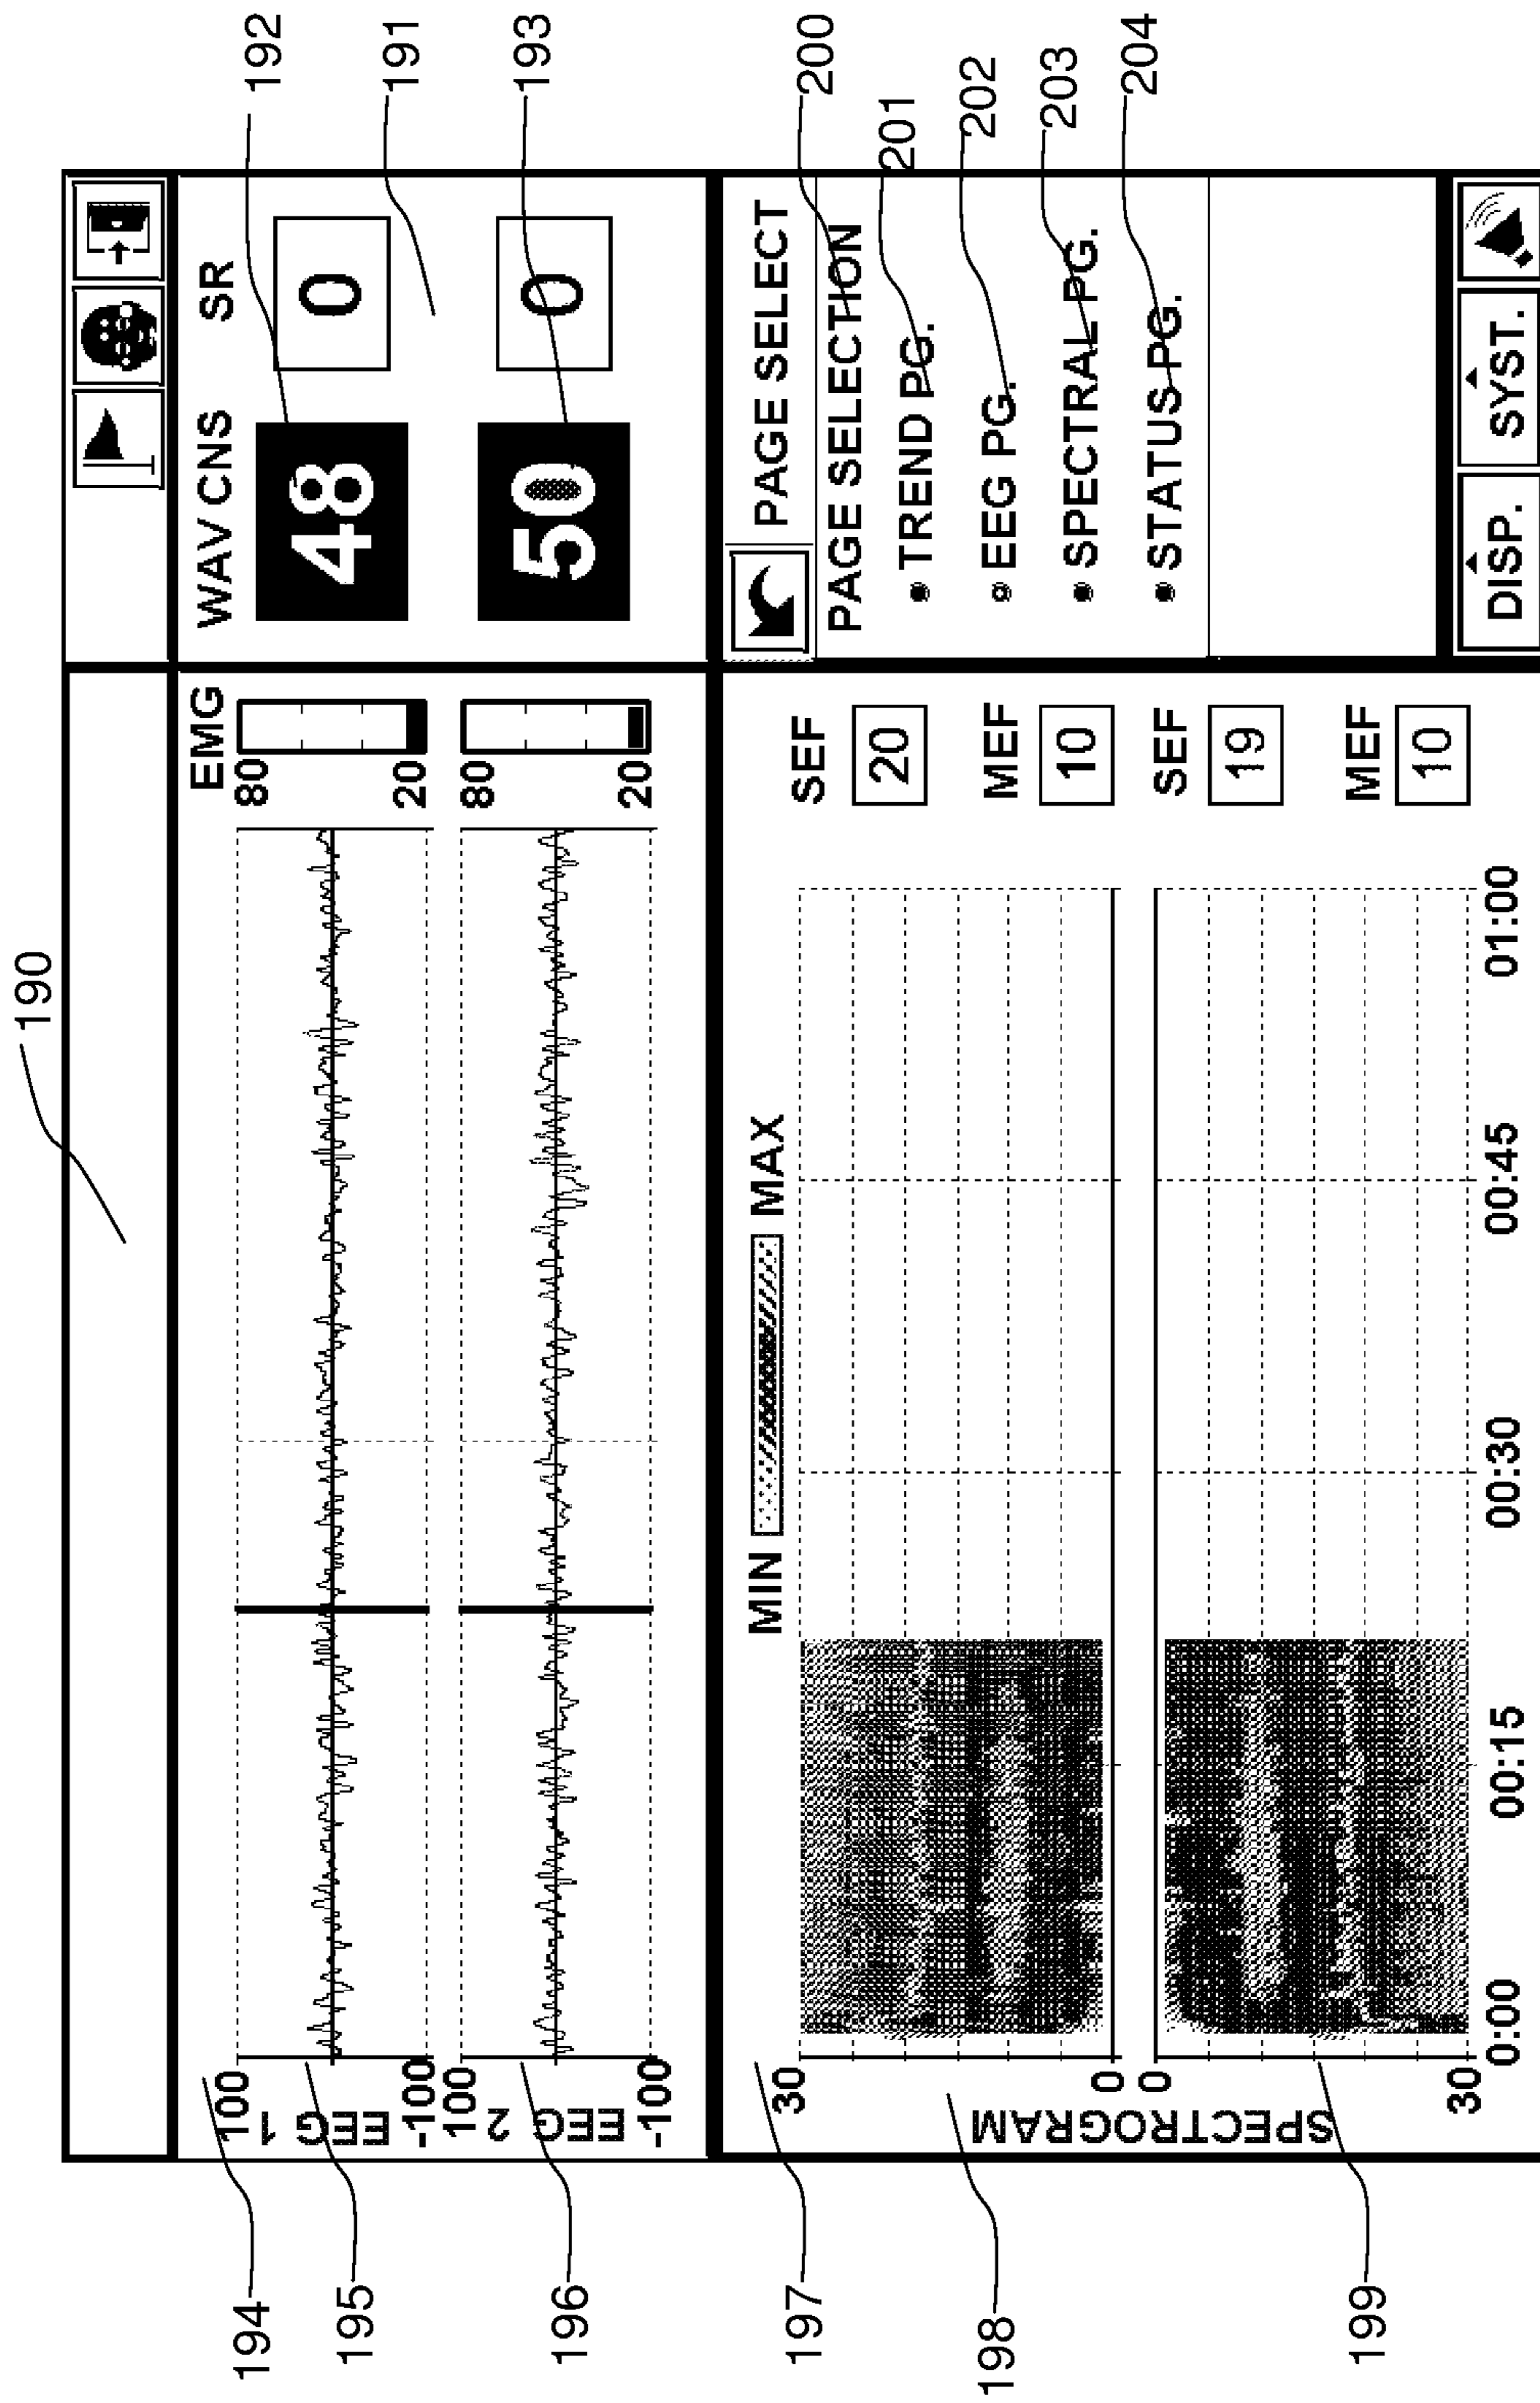 190
192
191
193
EMG
WAV CNS
SR
100
EEG 1
-100
80
20
48
0
100
EEG 2
-100
80
20
50
0
194
195
196
MIN
MAX
PAGE SELECT
200
PAGE SELECTION
201
TREND PG.
202
EEG PG.
203
SPECTRAL PG.
204
STATUS PG.
197
198
199
30
0
0
30
SPECTROGRAM
SEF
20
MEF
10
SEF
19
MEF
10
0:00
00:15
00:30
00:45
01:00
DISP.
SYST.